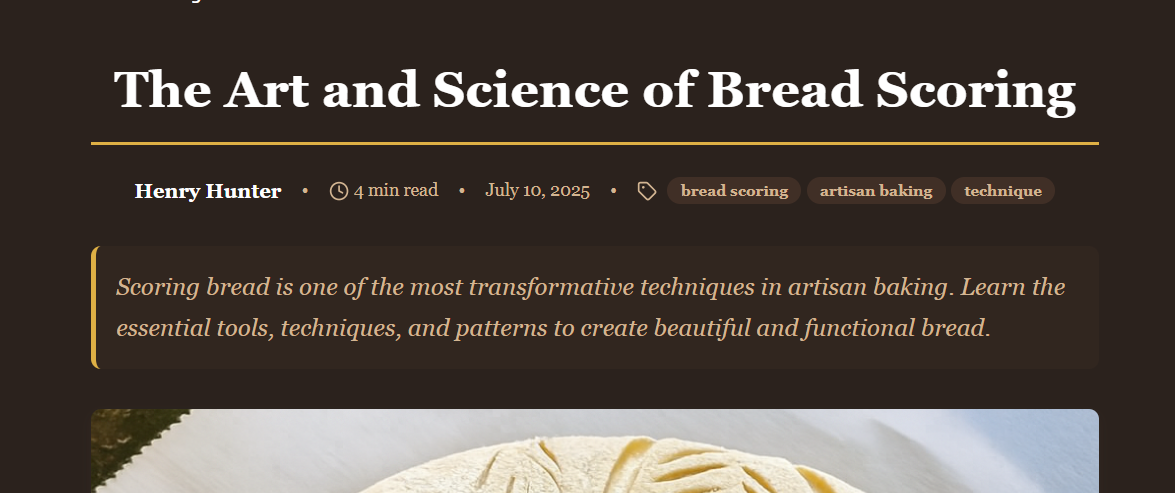 The Art and Science of Bread Scoring
Henry Hunter • 4 min read • July 10, 2025 • bread scoring artisan baking technique
Scoring bread is one of the most transformative techniques in artisan baking. Learn the
essential tools, techniques, and patterns to create beautiful and functional bread.